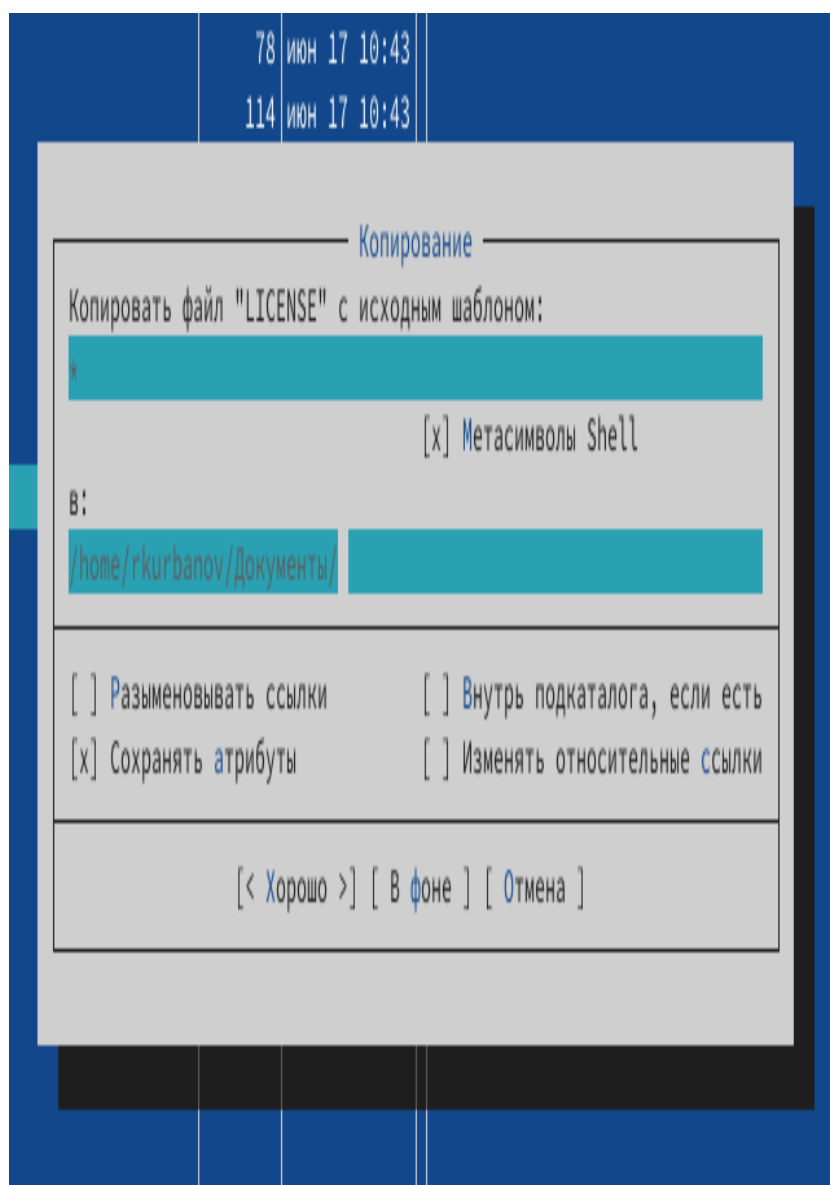 78 июн 17 10:43
114 июн 17 10:43
Копирование
Копировать файл "LICENSE" с исходным шаблоном:
*
[x] Метасимволы Shell
в:
/home/rkurbanov/Документы/
[ ] Разыменовывать ссылки [ ] Внутрь подкаталога, если есть
[x] Сохранять атрибуты [ ] Изменять относительные ссылки
[< Хорошо >] [ В фоне ] [ Отмена ]